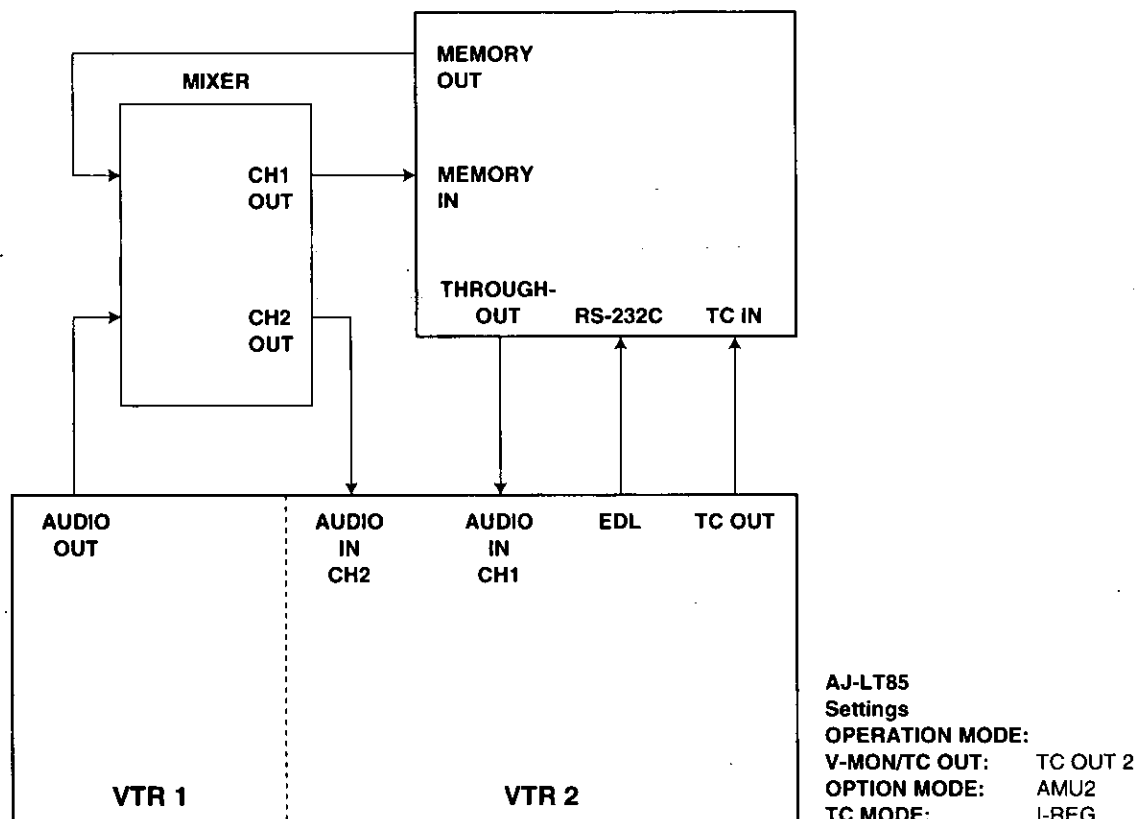 MEMORY
OUT
MIXER
CH1
OUT
MEMORY
IN
CH2
OUT
THROUGH-
OUT
RS-232C
TC IN
AUDIO
OUT
AUDIO
IN
CH2
AUDIO
IN
CH1
EDL
TC OUT
VTR 1
VTR 2
AJ-LT85
Settings
OPERATION MODE:
V-MON/TC OUT: TC OUT 2
OPTION MODE: AMU2
TC MODE: I-REG